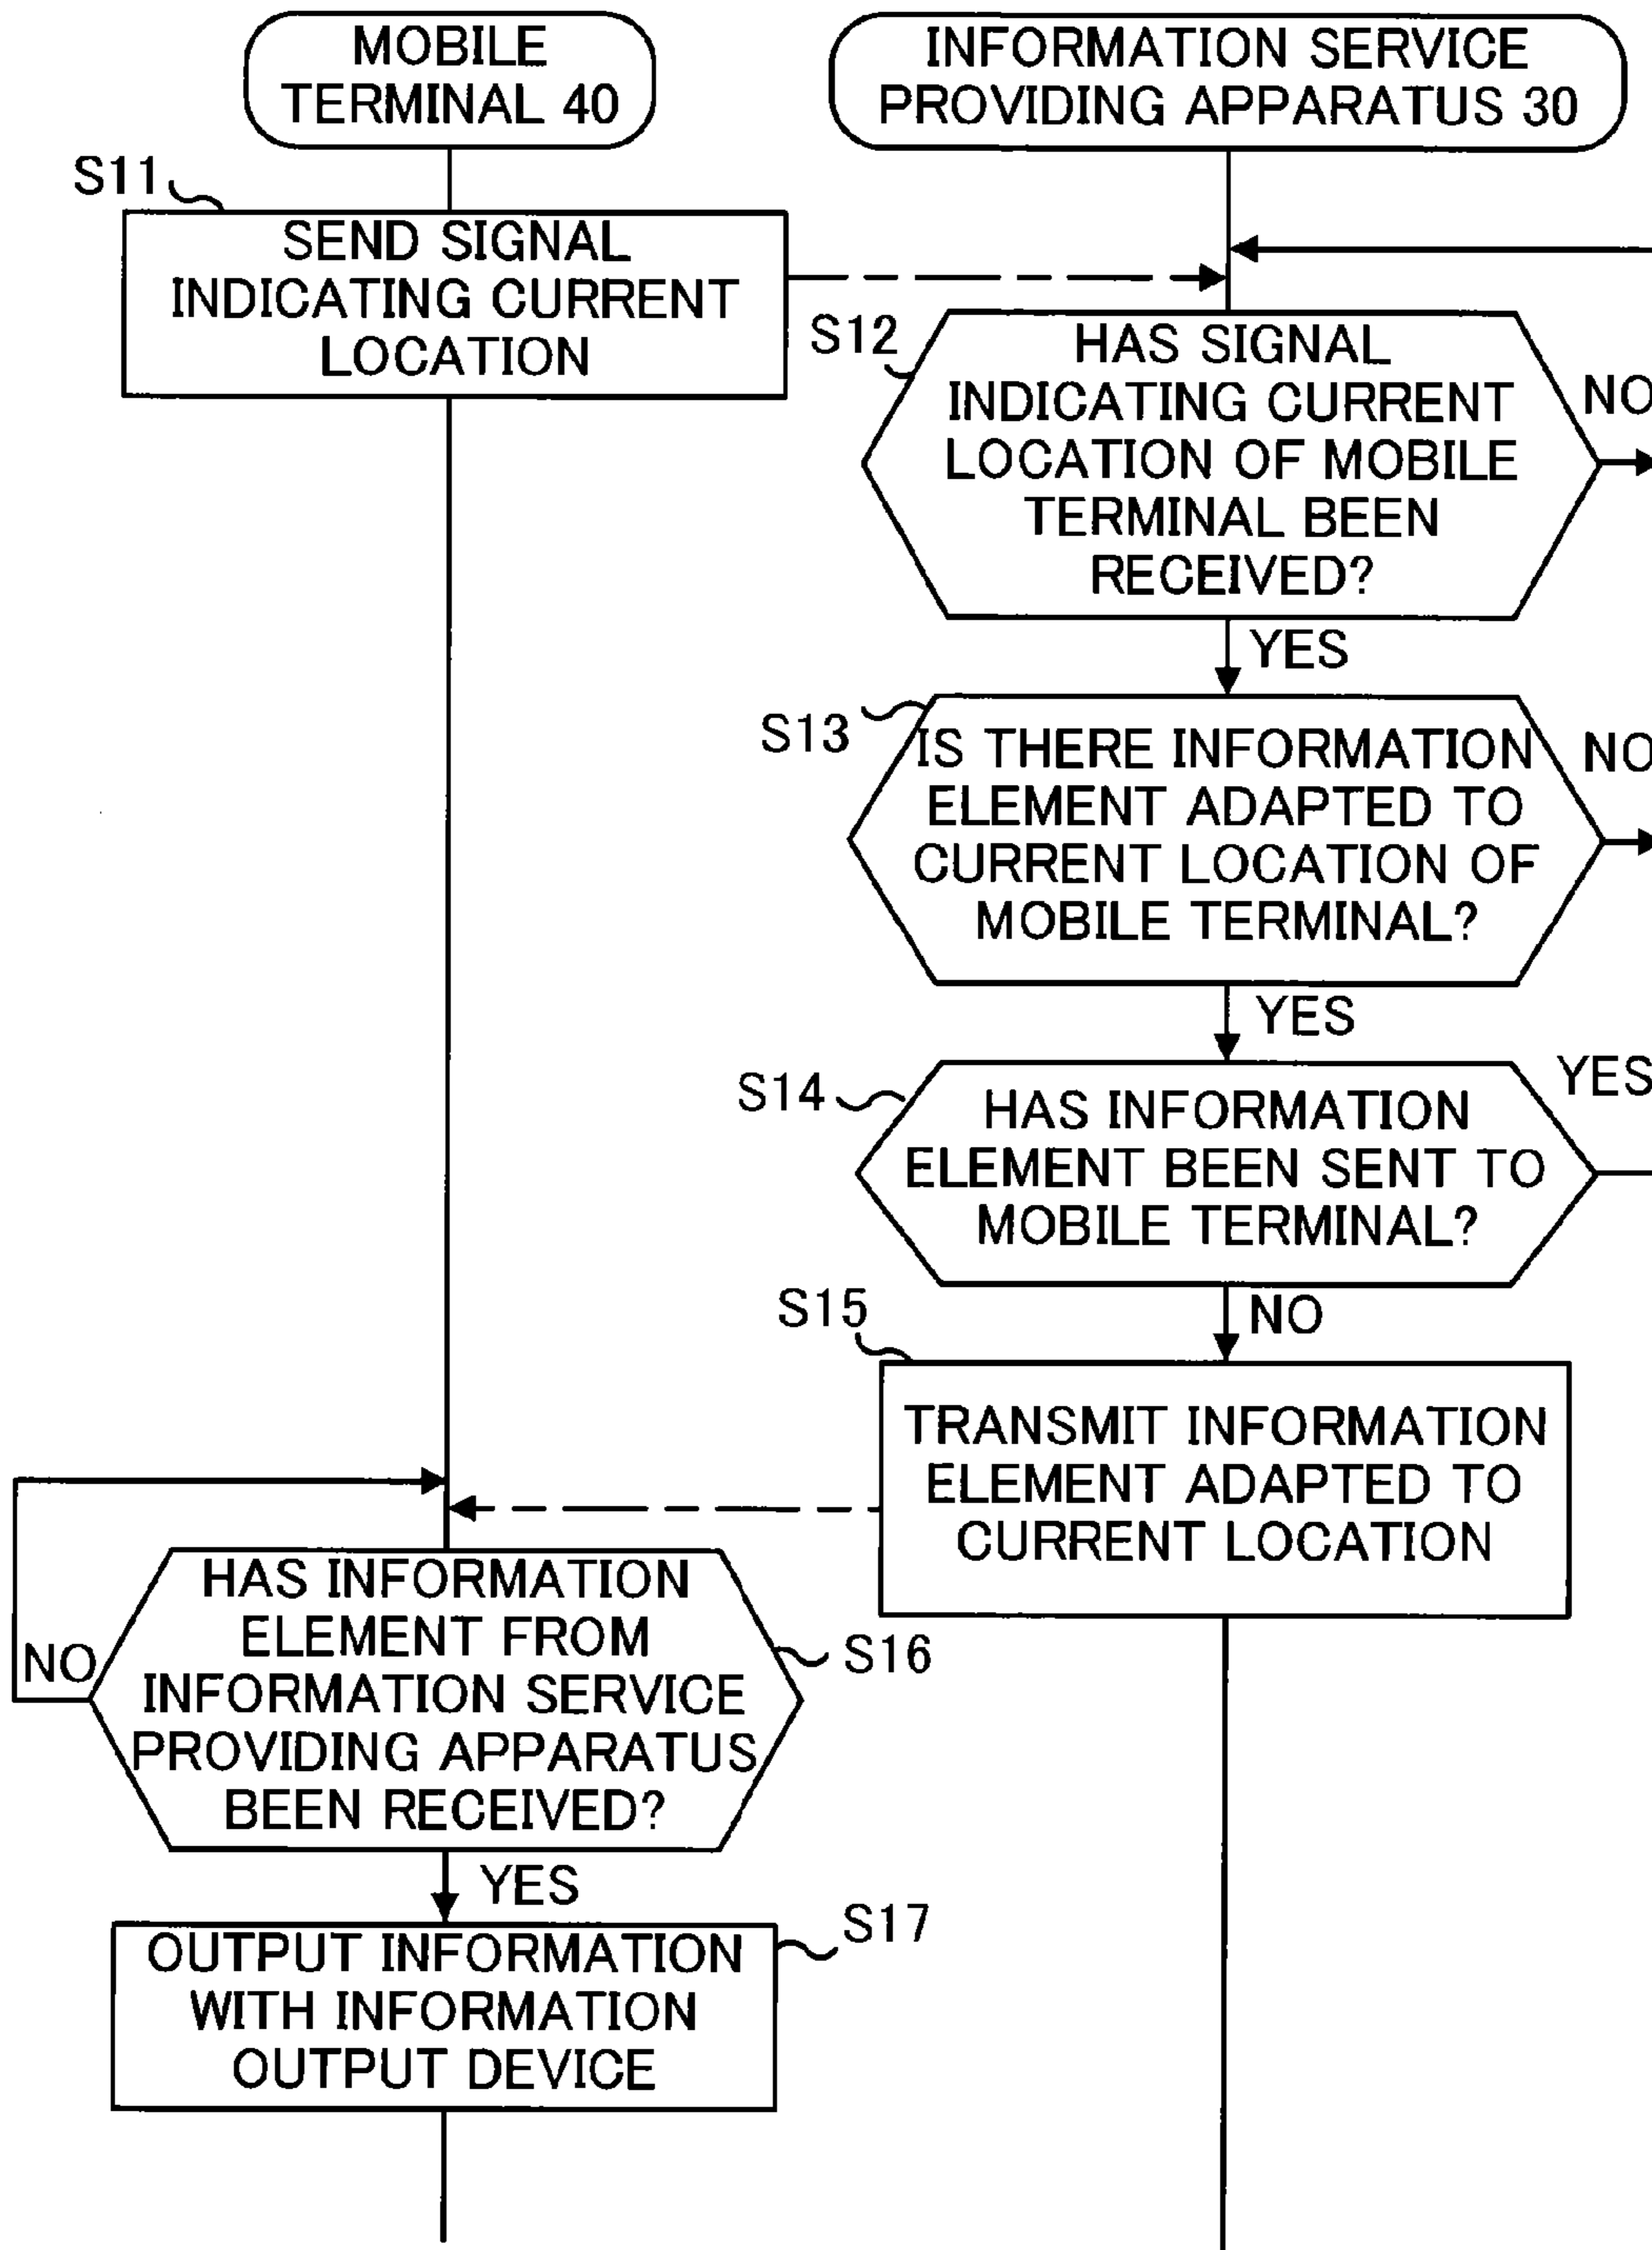 MOBILE
TERMINAL 40
INFORMATION SERVICE
PROVIDING APPARATUS 30
S11
SEND SIGNAL
INDICATING CURRENT
LOCATION
S12
HAS SIGNAL
INDICATING CURRENT
LOCATION OF MOBILE
TERMINAL BEEN
RECEIVED?
NO
YES
S13
IS THERE INFORMATION
ELEMENT ADAPTED TO
CURRENT LOCATION OF
MOBILE TERMINAL?
NO
YES
S14
HAS INFORMATION
ELEMENT BEEN SENT TO
MOBILE TERMINAL?
YES
NO
S15
TRANSMIT INFORMATION
ELEMENT ADAPTED TO
CURRENT LOCATION
HAS INFORMATION
ELEMENT FROM
INFORMATION SERVICE
PROVIDING APPARATUS
BEEN RECEIVED?
NO
S16
YES
S17
OUTPUT INFORMATION
WITH INFORMATION
OUTPUT DEVICE